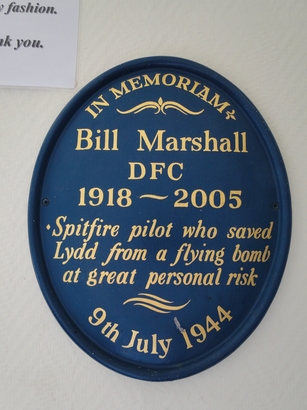 fashion.
nk you.
IN MEMORIAM
Bill Marshall
DFC
1918 ~ 2005
Spitfire pilot who saved
Lydd from a flying bomb
at great personal risk
9th July 1944